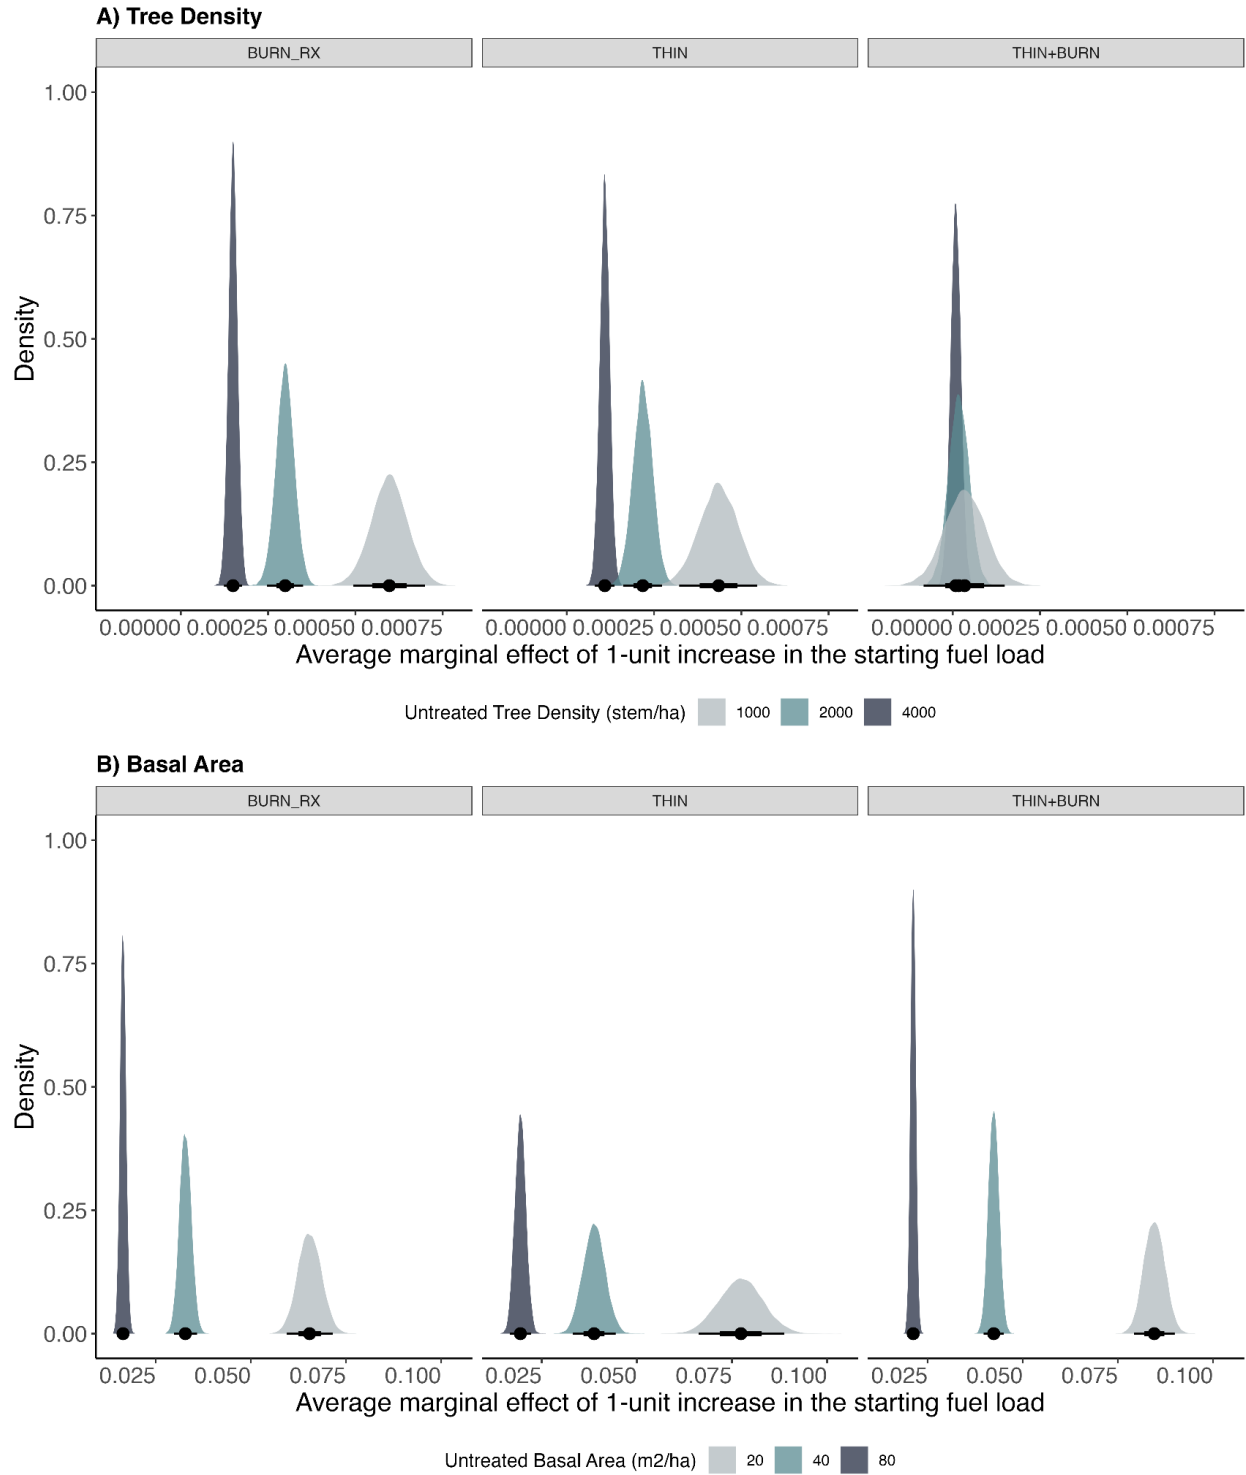 A) Tree Density
BURN_RX THIN THIN+BURN
1.00
0.75
0.50
0.25
0.00
Density
0.00000 0.00025 0.00050 0.00075 0.00000 0.00025 0.00050 0.00075 0.00000 0.00025 0.00050 0.00075
Average marginal effect of 1-unit increase in the starting fuel load
Untreated Tree Density (stem/ha) 1000 2000 4000
B) Basal Area
BURN_RX THIN THIN+BURN
1.00
0.75
0.50
0.25
0.00
Density
0.025 0.050 0.075 0.100 0.025 0.050 0.075 0.100 0.025 0.050 0.075 0.100
Average marginal effect of 1-unit increase in the starting fuel load
Untreated Basal Area (m2/ha) 20 40 80